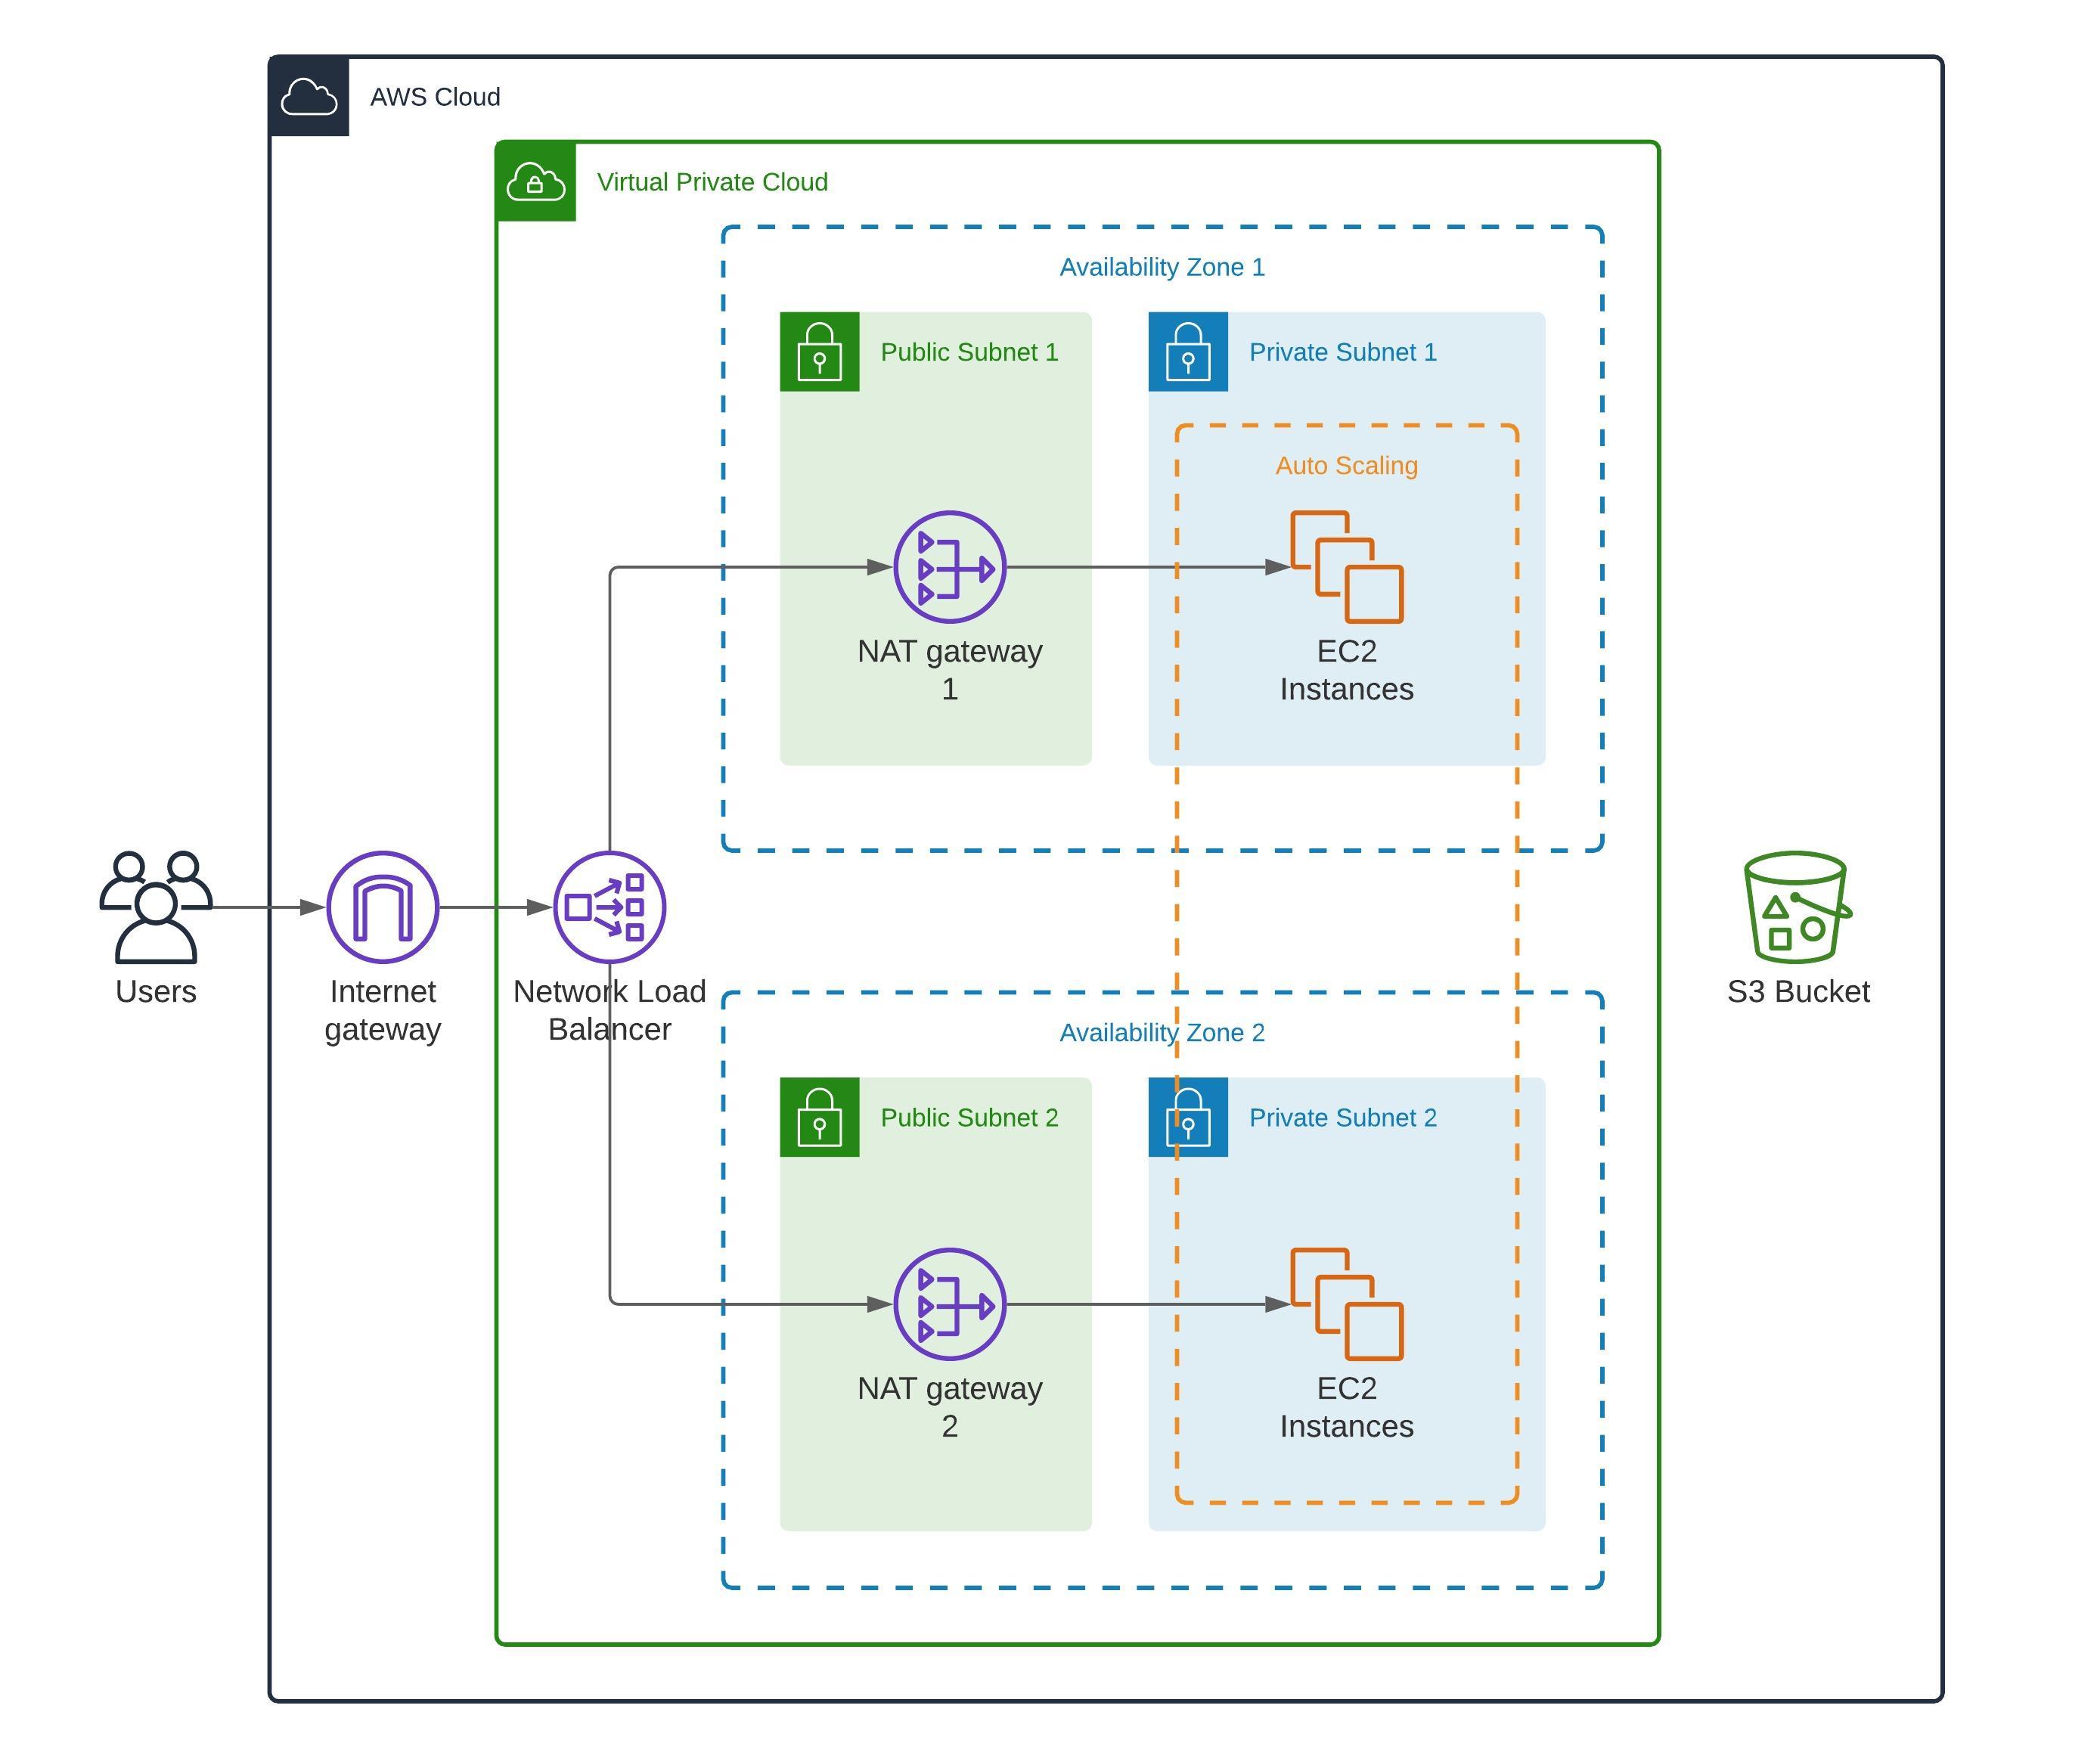 AWS Cloud
Virtual Private Cloud
Availability Zone 1
Public Subnet 1
Private Subnet 1
Auto Scaling
NAT gateway
1
EC2
Instances
Users
Internet
gateway
Network Load
Balancer
S3 Bucket
Availability Zone 2
Public Subnet 2
Private Subnet 2
NAT gateway
2
EC2
Instances